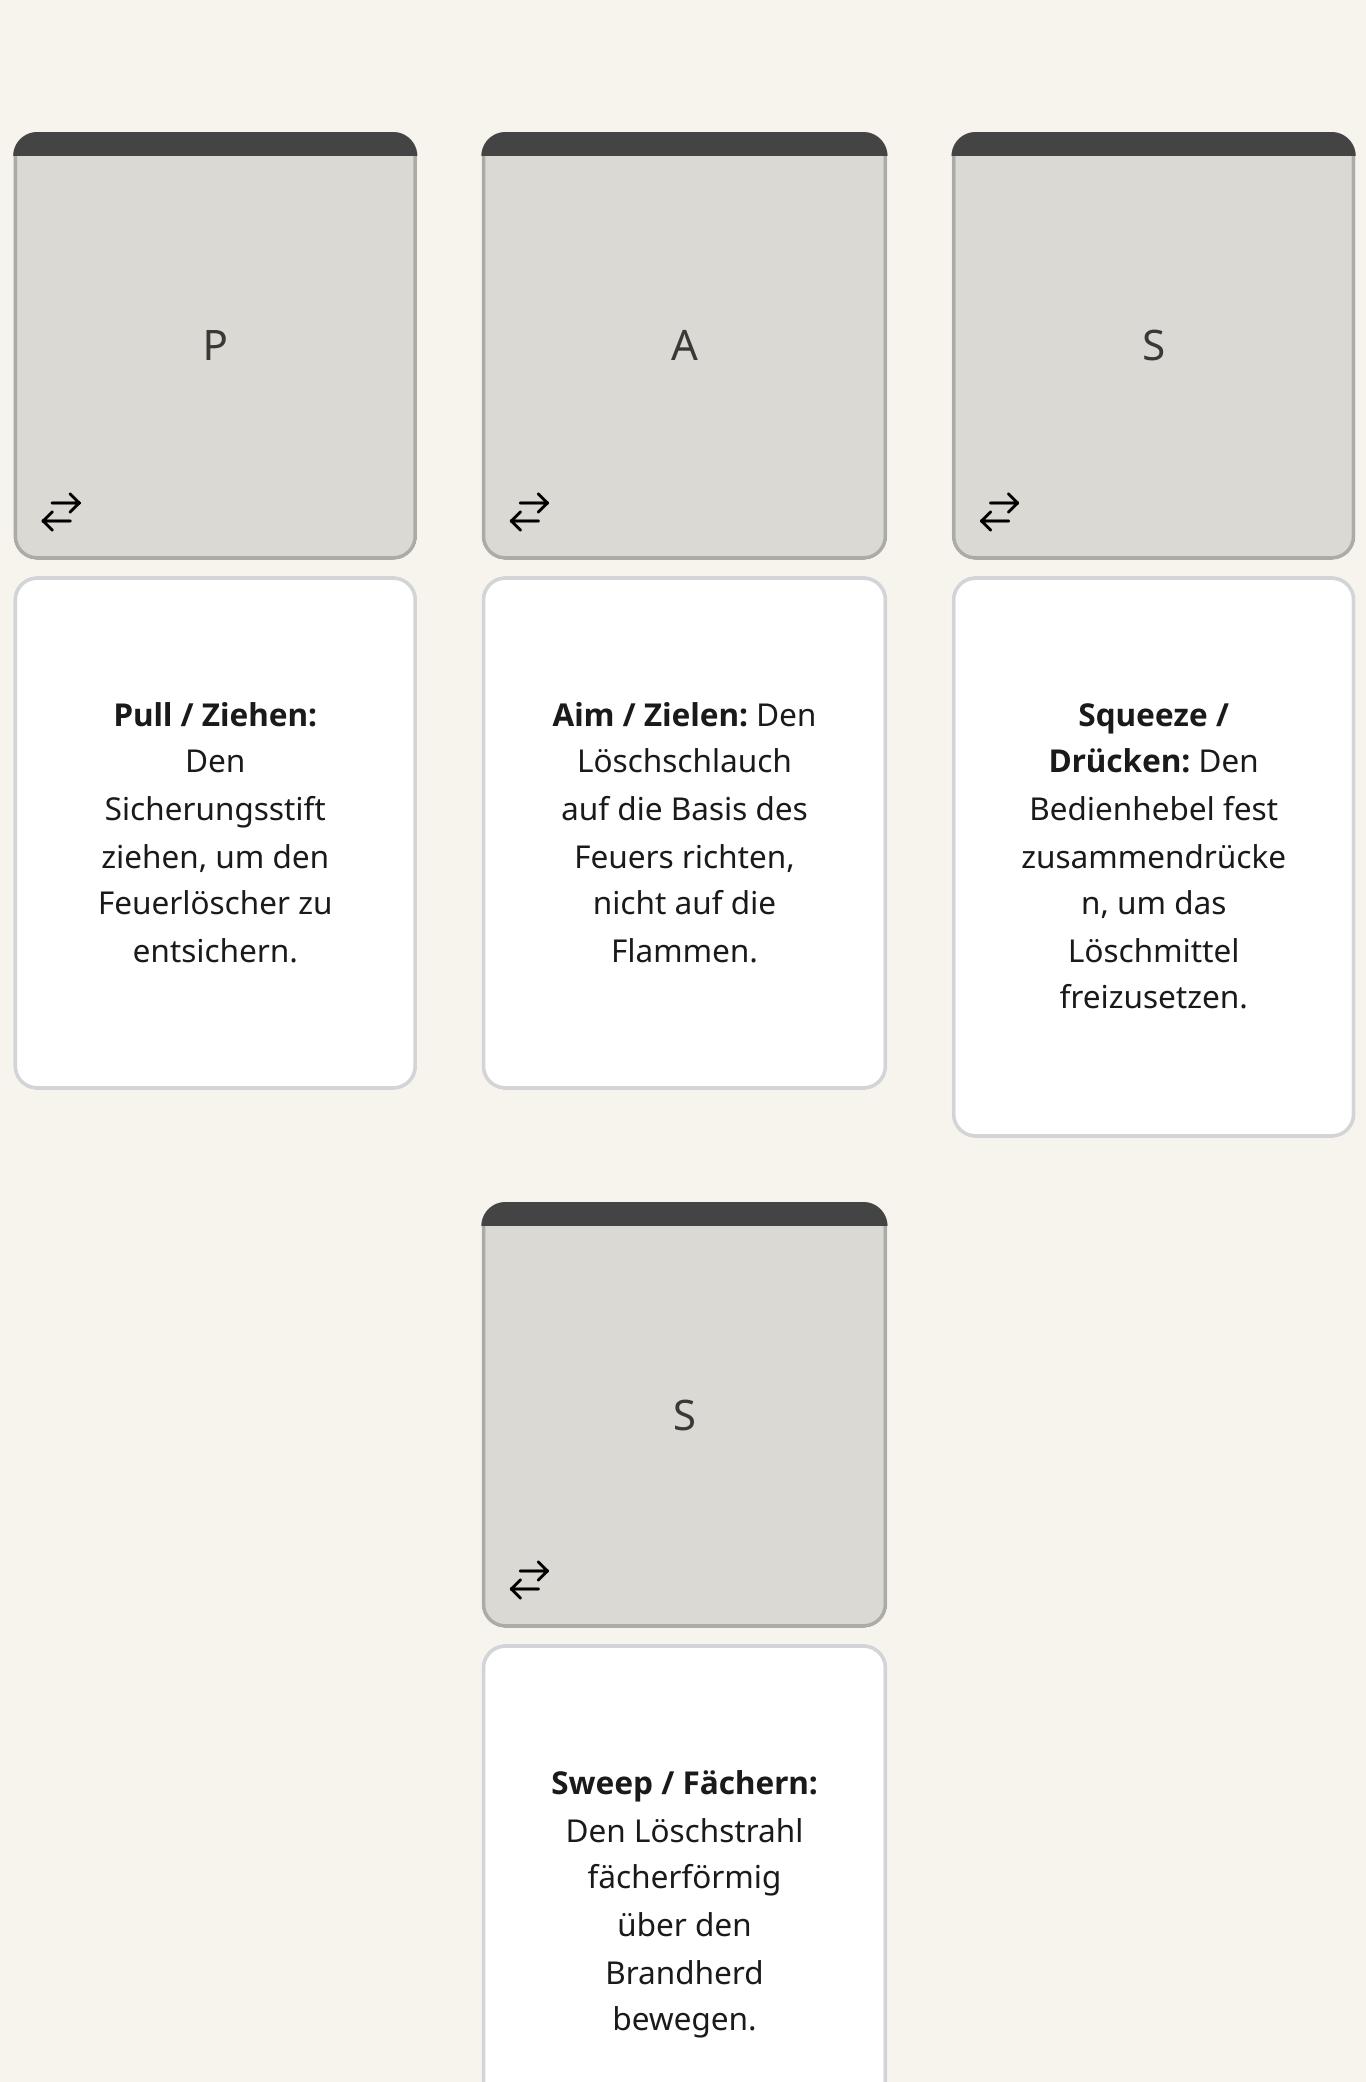 P
A
S
Pull / Ziehen:
Den
Sicherungsstift
ziehen, um den
Feuerlöscher zu
entsichern.
Aim / Zielen: Den
Löschschlauch
auf die Basis des
Feuers richten,
nicht auf die
Flammen.
Squeeze /
Drücken: Den
Bedienhebel fest
zusammendrücke
n, um das
Löschmittel
freizusetzen.
S
Sweep / Fächern:
Den Löschstrahl
fächerförmig
über den
Brandherd
bewegen.